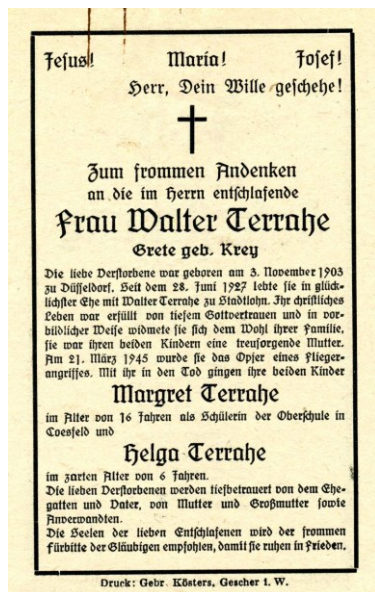 Jesus! Maria! Josef!
Herr, Dein Wille geschehe!
Zum frommen Andenken
an die im Herrn entschlafende
Frau Walter Terrahe
Grete geb. Krey
Die liebe Verstorbene war geboren am 3. November 1903
zu Düsseldorf. Seit dem 28. Juni 1927 lebte sie in glück-
lichster Ehe mit Walter Terrahe zu Stadtlohn. Ihr christliches
Leben war erfüllt von tiefem Gottvertrauen und in vor-
bildlicher Weise widmete sie sich dem Wohl ihrer Familie,
sie war ihren beiden Kindern eine treusorgende Mutter.
Am 21. März 1945 wurde sie das Opfer eines Flieger-
angriffes. Mit ihr in den Tod gingen ihre beiden Kinder
Margret Terrahe
im Alter von 16 Jahren als Schülerin der Oberschule in
Coesfeld und
Helga Terrahe
im zarten Alter von 6 Jahren.
Die lieben Verstorbenen werden tiefbetrauert von dem Ehe-
gatten und Vater, von Mutter und Großmutter sowie
Anverwandten.
Die Seelen der lieben Entschlafenen wird der frommen
Fürbitte der Gläubigen empfohlen, damit sie ruhen in Frieden.
Druck: Gebr. Kösters, Gescher i. W.